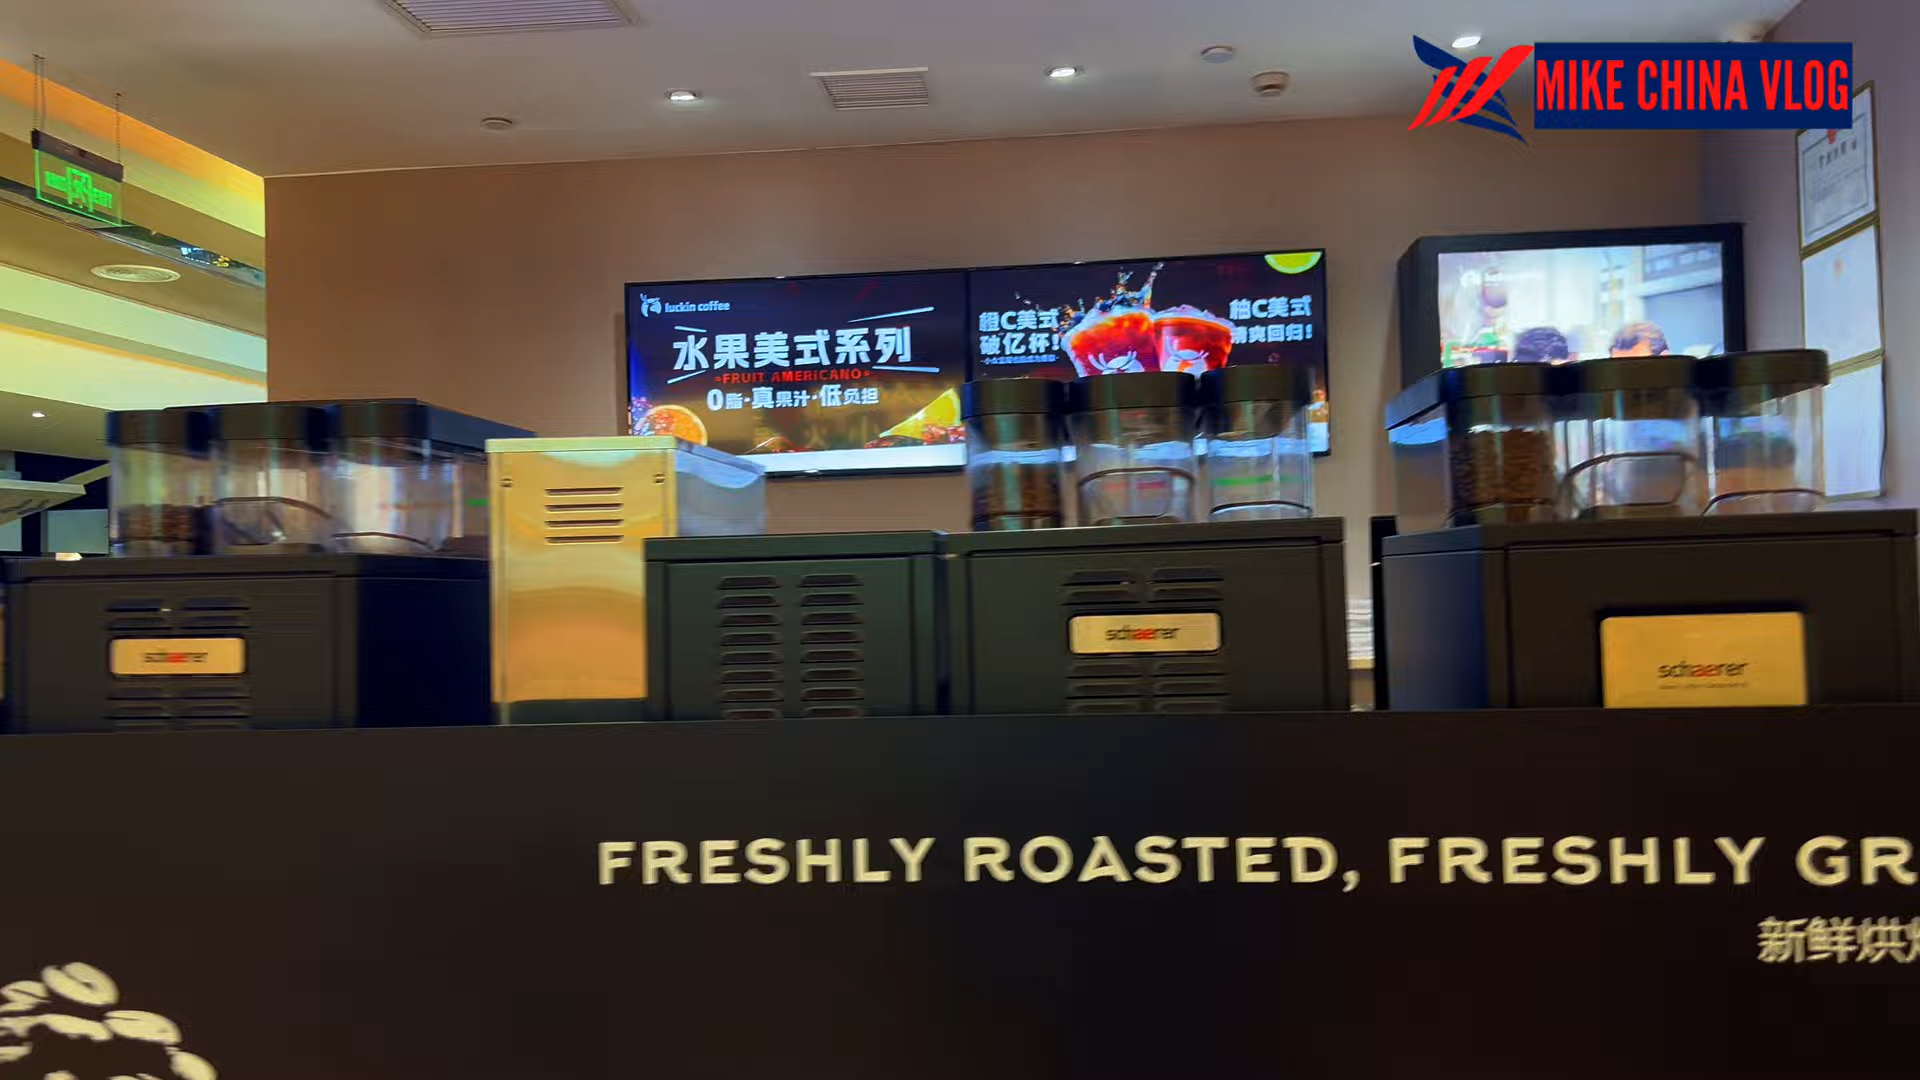 MIKE CHINA VLOG
luckin coffee
水果美式系列
FRUIT AMERICANO
0脂·真果汁·低负担
橙C美式
破亿杯!
柚C美式
清爽回归!
schaerer
schaerer
schaerer
FRESHLY ROASTED, FRESHLY GR
新鲜烘